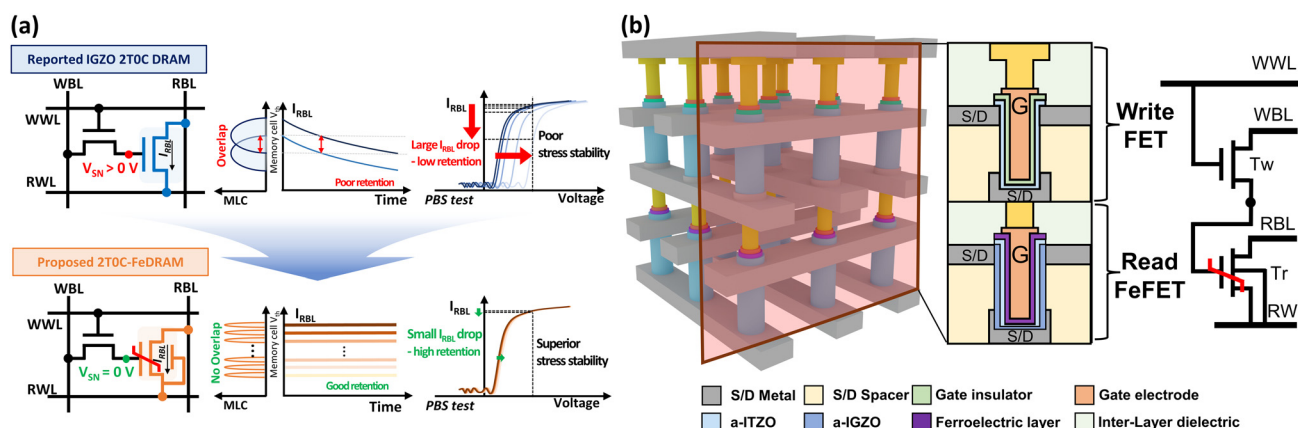 (a)
Reported IGZO 2T0C DRAM
WBL
RBL
WWL
I_RBL
V_SN > 0 V
RWL
Overlap
MLC
Memory cell V_th
I_RBL
Poor retention
Time
I_RBL
Large I_RBL drop
- low retention
Poor
stress stability
PBS test
Voltage
Proposed 2T0C-FeDRAM
WBL
RBL
WWL
I_RBL
V_SN = 0 V
RWL
No Overlap
MLC
Memory cell V_th
I_RBL
Good retention
Time
I_RBL
Small I_RBL drop
- high retention
Superior
stress stability
PBS test
Voltage
(b)
G
S/D
S/D
S/D
Write
FET
G
S/D
S/D
Read
FeFET
WWL
WBL
Tw
RBL
Tr
RW
S/D Metal
S/D Spacer
Gate insulator
Gate electrode
a-ITZO
a-IGZO
Ferroelectric layer
Inter-Layer dielectric